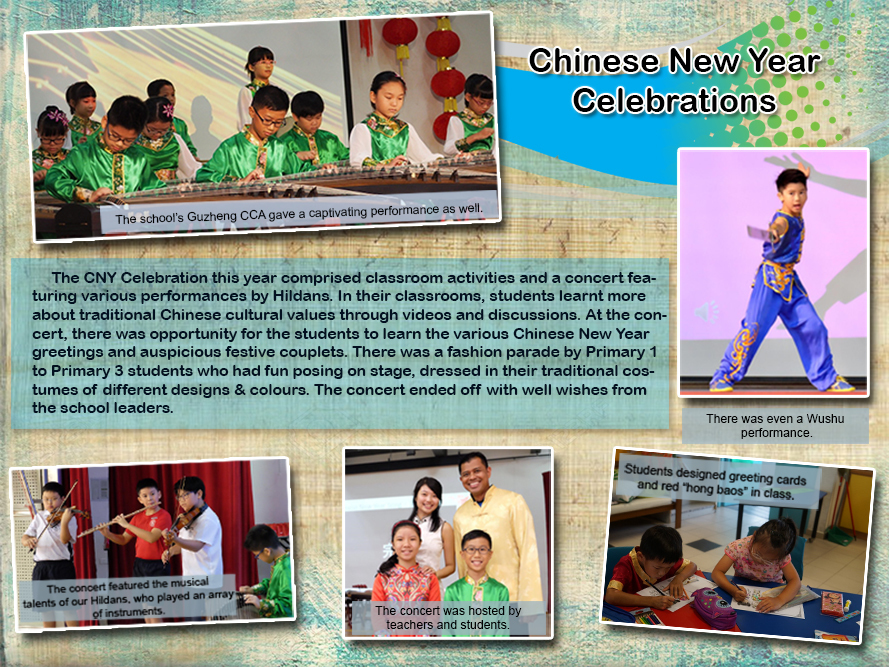 Chinese New Year
Celebrations
The school's Guzheng CCA gave a captivating performance as well.
The CNY Celebration this year comprised classroom activities and a concert fea-
turing various performances by Hildans. In their classrooms, students learnt more
about traditional Chinese cultural values through videos and discussions. At the con-
cert, there was opportunity for the students to learn the various Chinese New Year
greetings and auspicious festive couplets. There was a fashion parade by Primary 1
to Primary 3 students who had fun posing on stage, dressed in their traditional cos-
tumes of different designs & colours. The concert ended off with well wishes from
the school leaders.
There was even a Wushu
performance.
The concert featured the musical
talents of our Hildans, who played an array
of instruments.
The concert was hosted by
teachers and students.
Students designed greeting cards
and red “hong baos” in class.